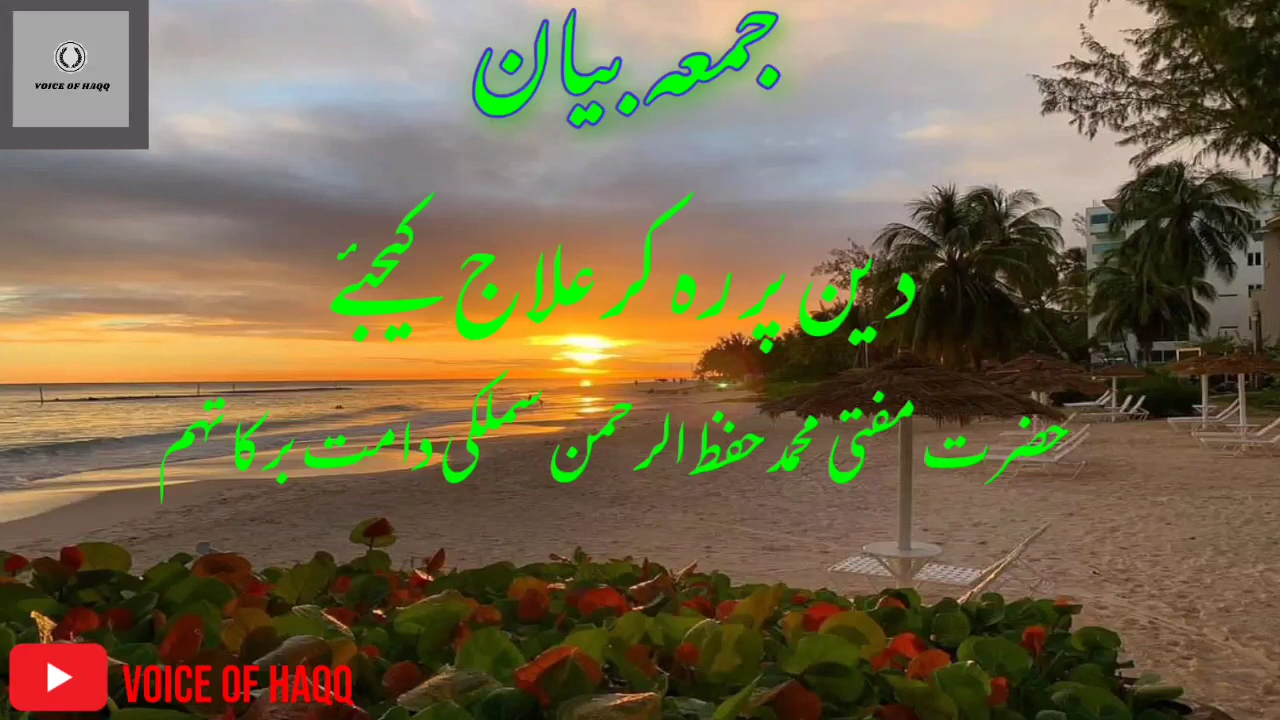 VOICE OF HAQQ
جمعہ بیان
دین پر رہ کر علاج کیجئے
حضرت مفتی محمد حفظ الرحمن سملکی دامت برکاتہم
VOICE OF HAQQ